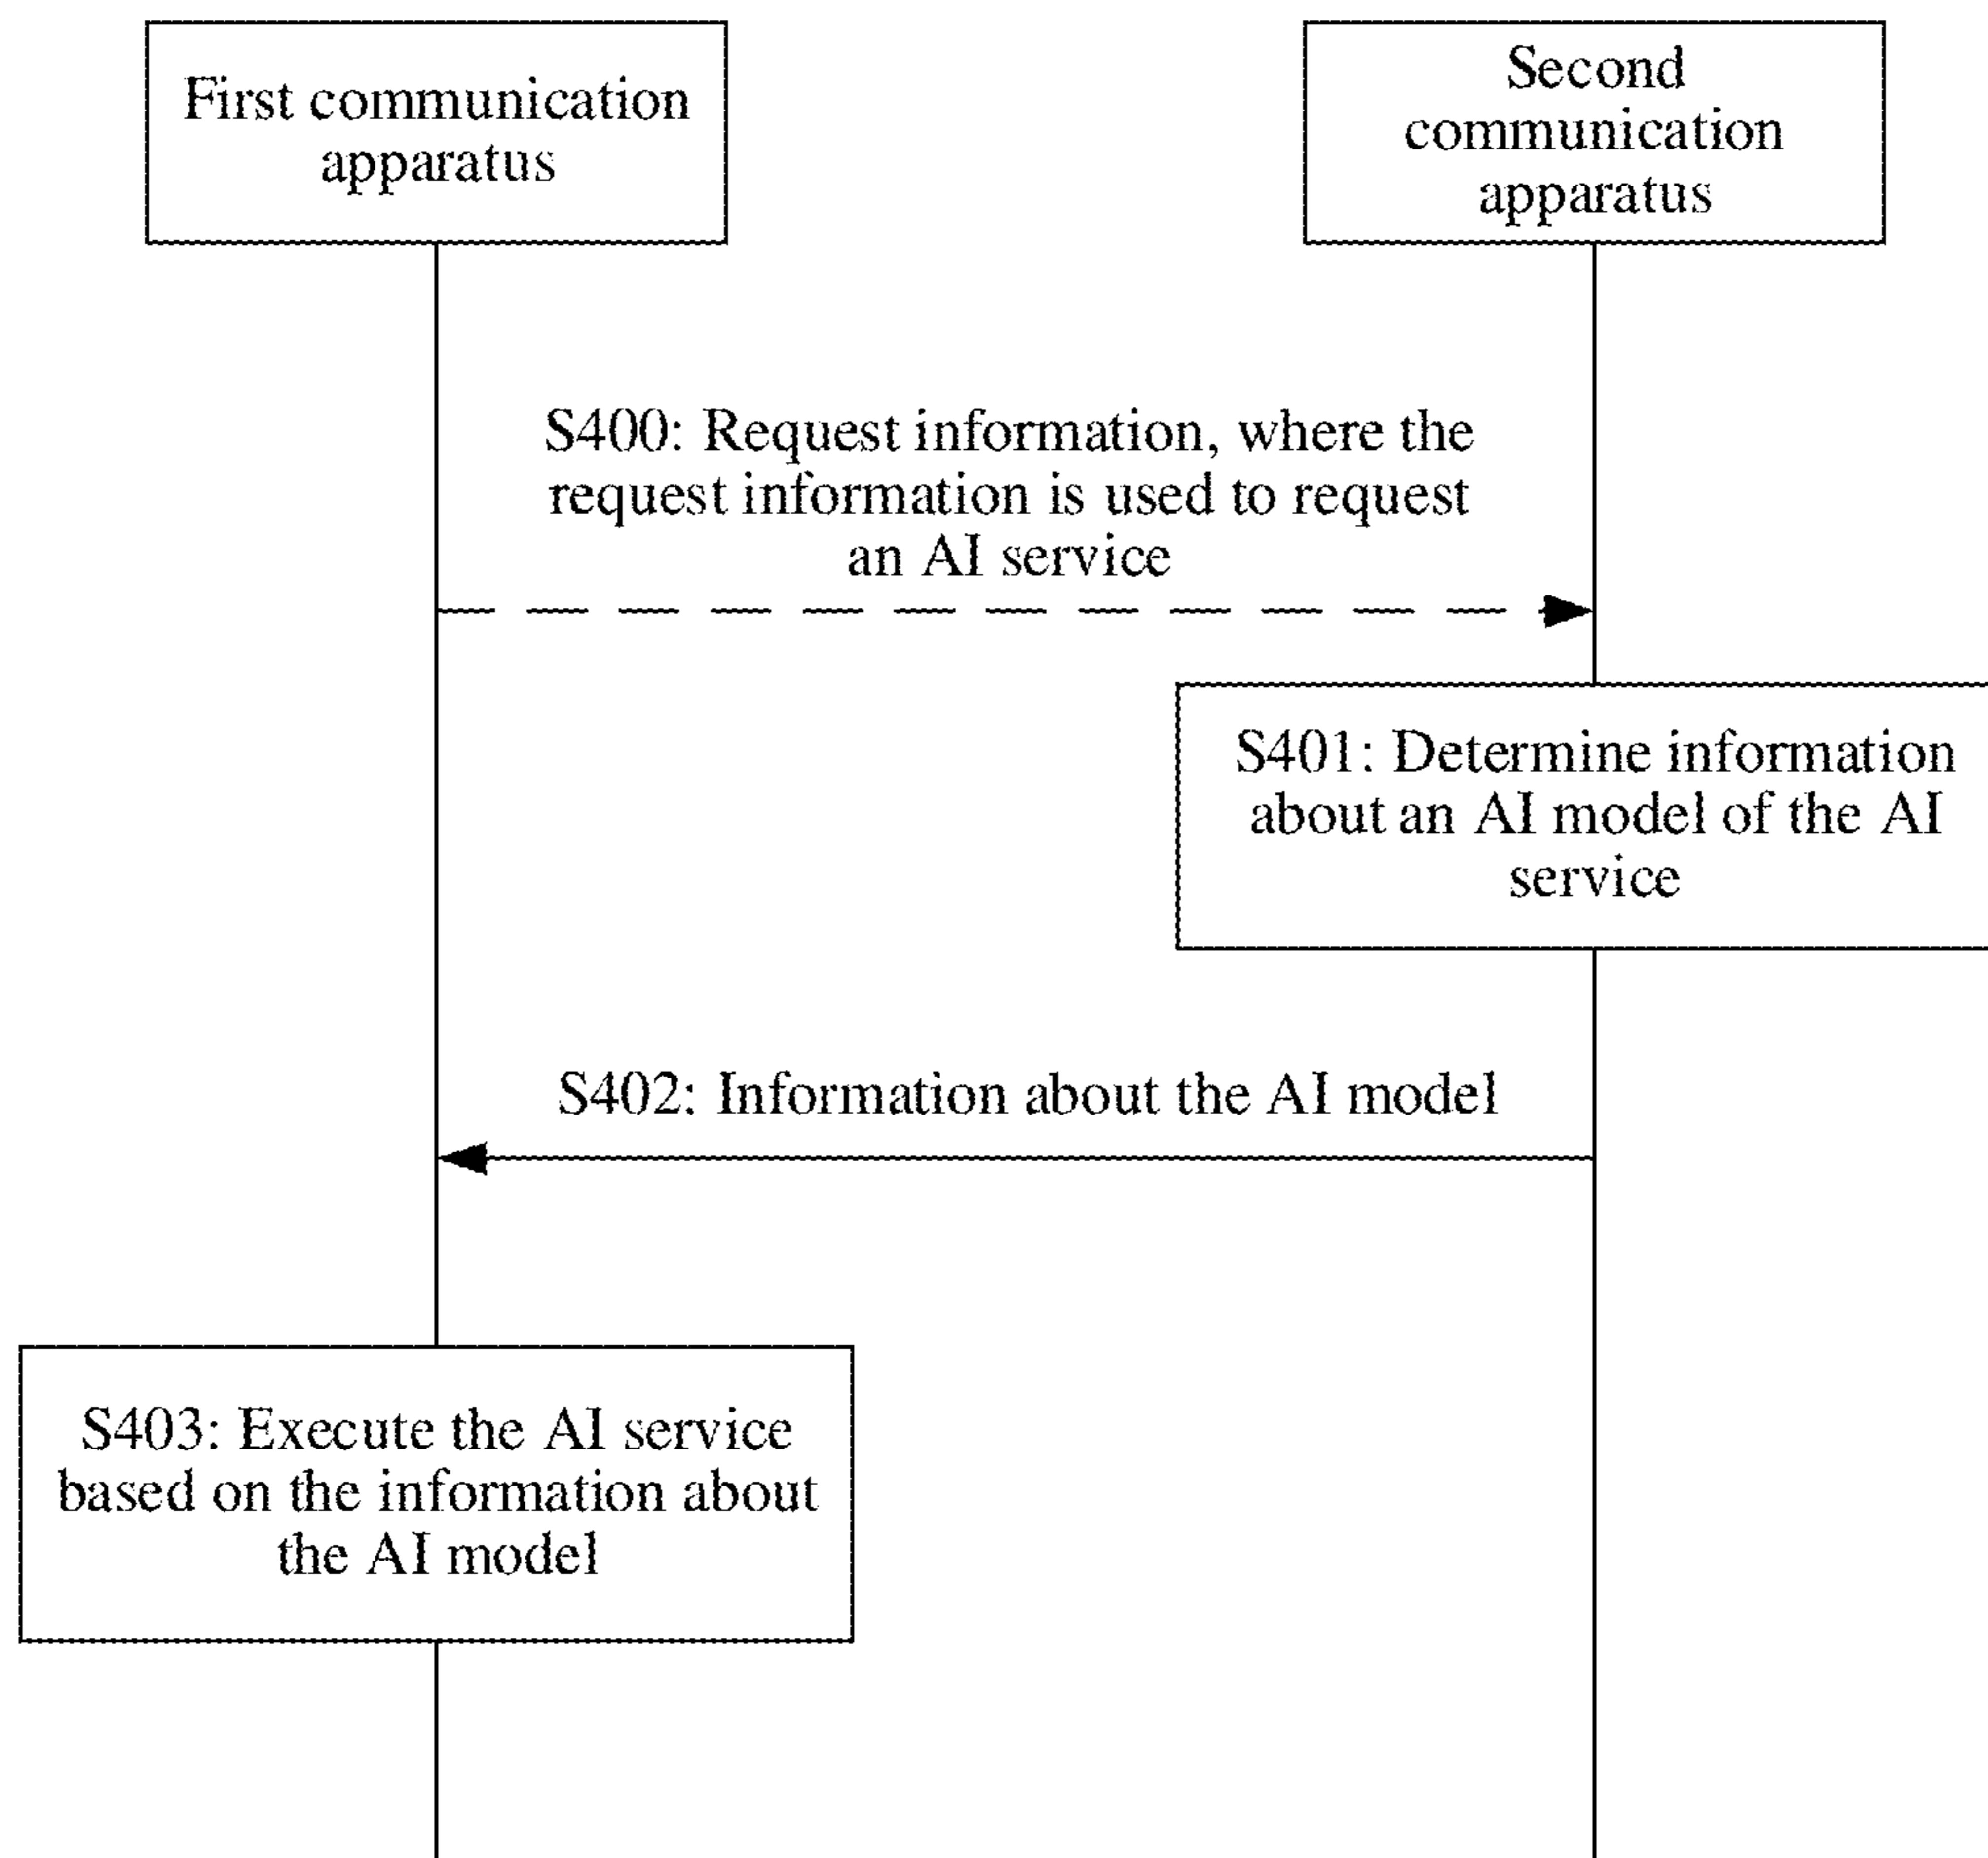 First communication
apparatus
Second
communication
apparatus
S400: Request information, where the
request information is used to request
an AI service
S401: Determine information
about an AI model of the AI
service
S402: Information about the AI model
S403: Execute the AI service
based on the information about
the AI model